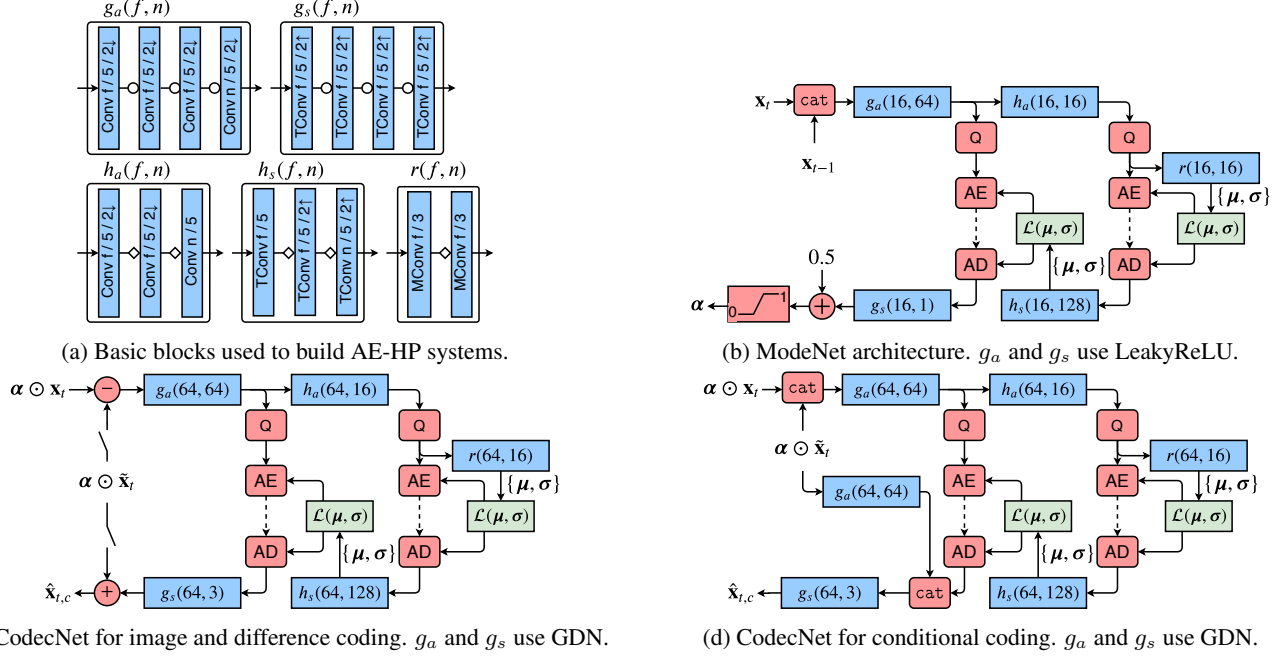 g_a(f, n)
g_s(f, n)
Conv f / 5 / 2↓
Conv f / 5 / 2↓
Conv f / 5 / 2↓
Conv n / 5 / 2↓
TConv f / 5 / 2↑
TConv f / 5 / 2↑
TConv f / 5 / 2↑
TConv f / 5 / 2↑
h_a(f, n)
h_s(f, n)
r(f, n)
Conv f / 5 / 2↓
Conv f / 5 / 2↓
Conv n / 5
TConv f / 5
TConv f / 5 / 2↑
TConv n / 5 / 2↑
MConv f / 3
MConv f / 3
(a) Basic blocks used to build AE-HP systems.
x_t
cat
g_a(16, 64)
h_a(16, 16)
x_{t−1}
Q
Q
r(16, 16)
AE
AE
{μ, σ}
L(μ, σ)
L(μ, σ)
0.5
AD
{μ, σ}
AD
α
0
1
+
g_s(16, 1)
h_s(16, 128)
(b) ModeNet architecture. g_a and g_s use LeakyReLU.
α ⊙ x_t
−
g_a(64, 64)
h_a(64, 16)
Q
Q
r(64, 16)
α ⊙ x̃_t
AE
AE
{μ, σ}
L(μ, σ)
L(μ, σ)
AD
{μ, σ}
AD
x̂_{t,c}
+
g_s(64, 3)
h_s(64, 128)
CodecNet for image and difference coding. g_a and g_s use GDN.
α ⊙ x_t
cat
g_a(64, 64)
h_a(64, 16)
Q
Q
α ⊙ x̃_t
r(64, 16)
g_a(64, 64)
AE
AE
{μ, σ}
L(μ, σ)
L(μ, σ)
AD
{μ, σ}
AD
x̂_{t,c}
g_s(64, 3)
cat
h_s(64, 128)
(d) CodecNet for conditional coding. g_a and g_s use GDN.